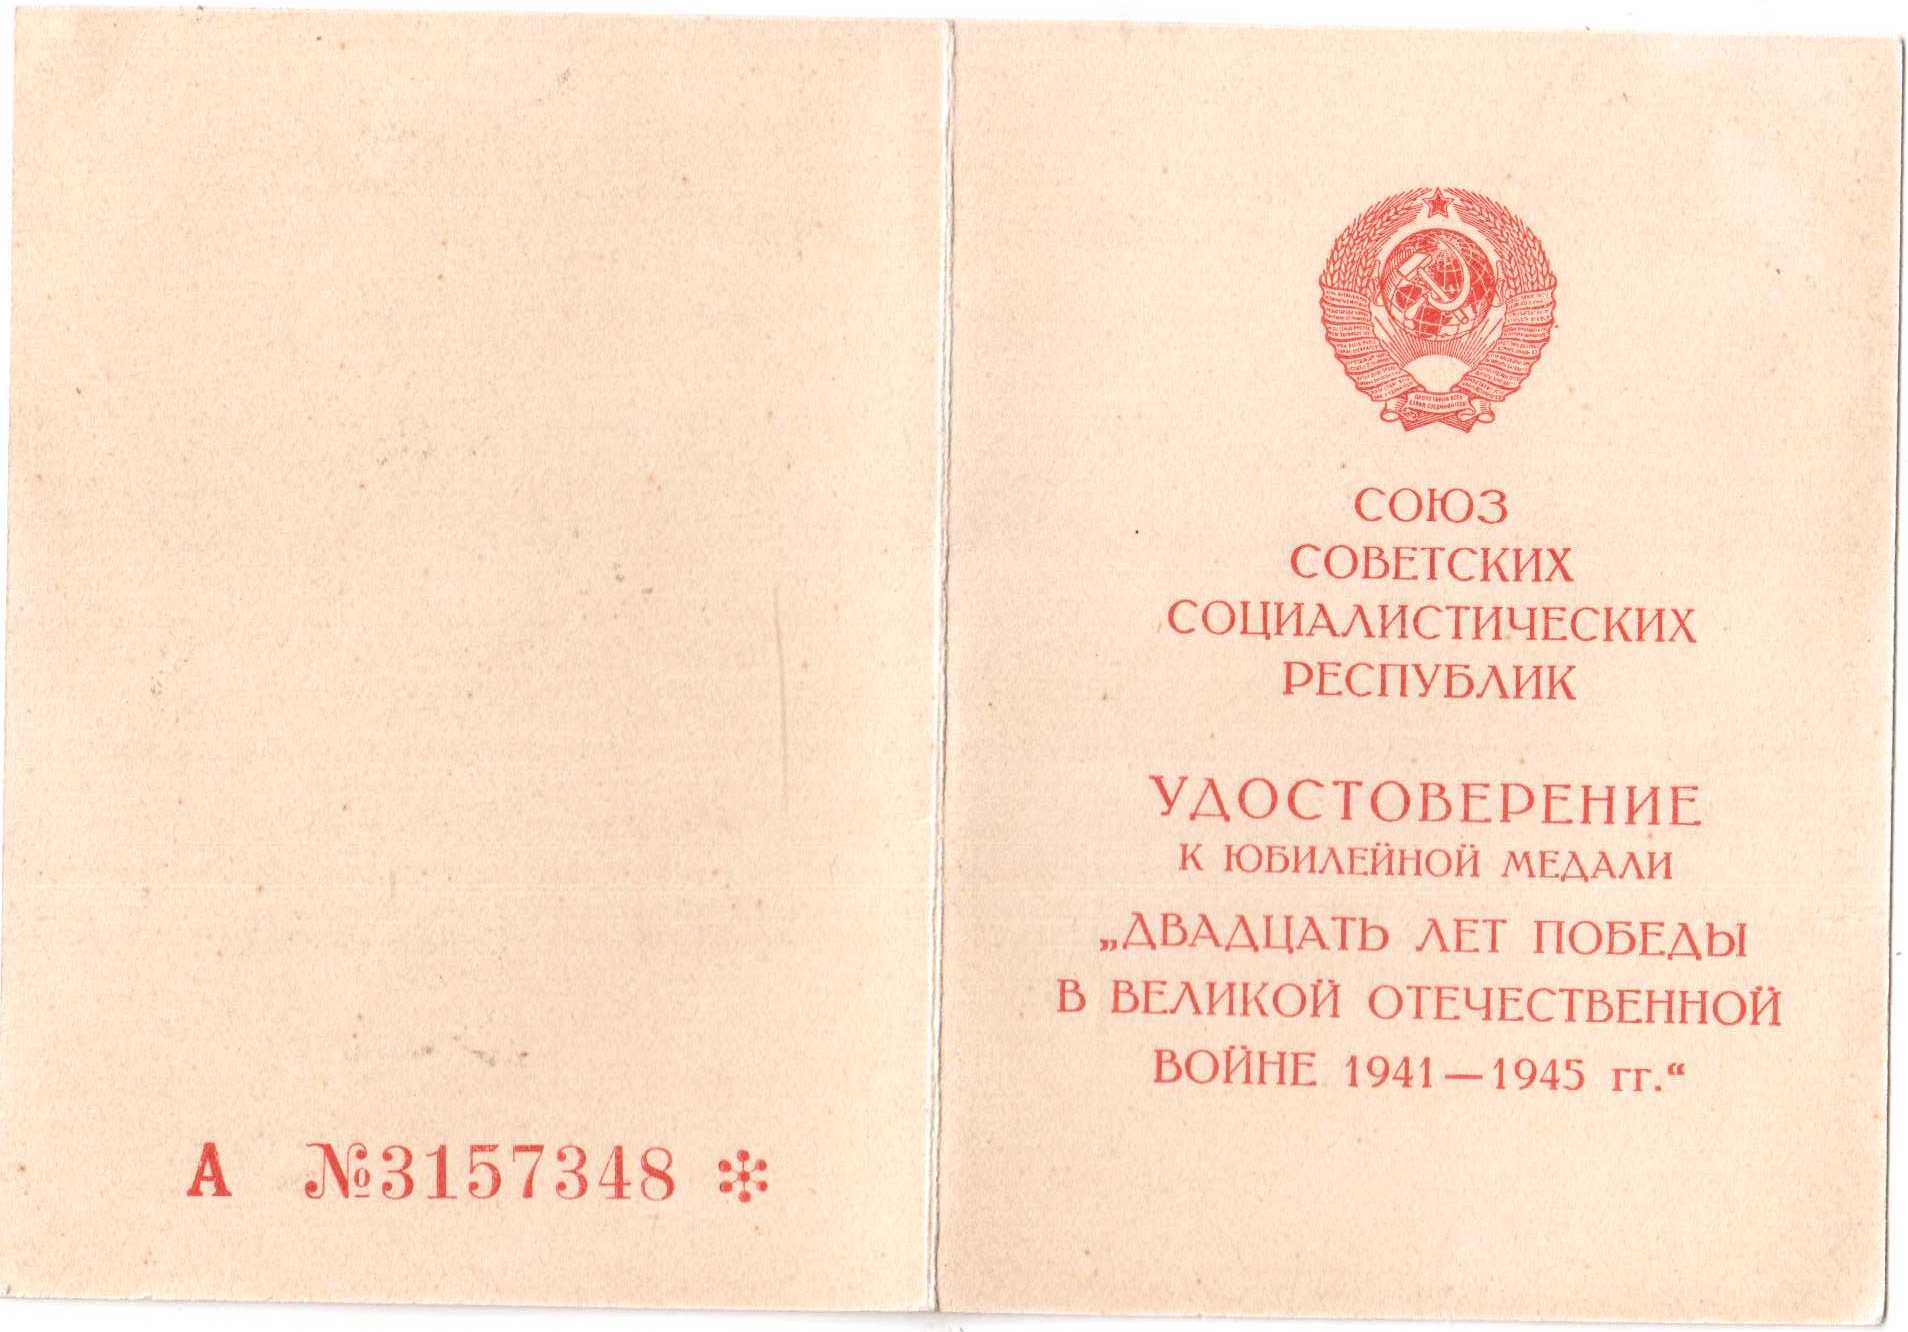 А №3157348
СОЮЗ
СОВЕТСКИХ
СОЦИАЛИСТИЧЕСКИХ
РЕСПУБЛИК
УДОСТОВЕРЕНИЕ
К ЮБИЛЕЙНОЙ МЕДАЛИ
„ДВАДЦАТЬ ЛЕТ ПОБЕДЫ
В ВЕЛИКОЙ ОТЕЧЕСТВЕННОЙ
ВОЙНЕ 1941—1945 гг.“